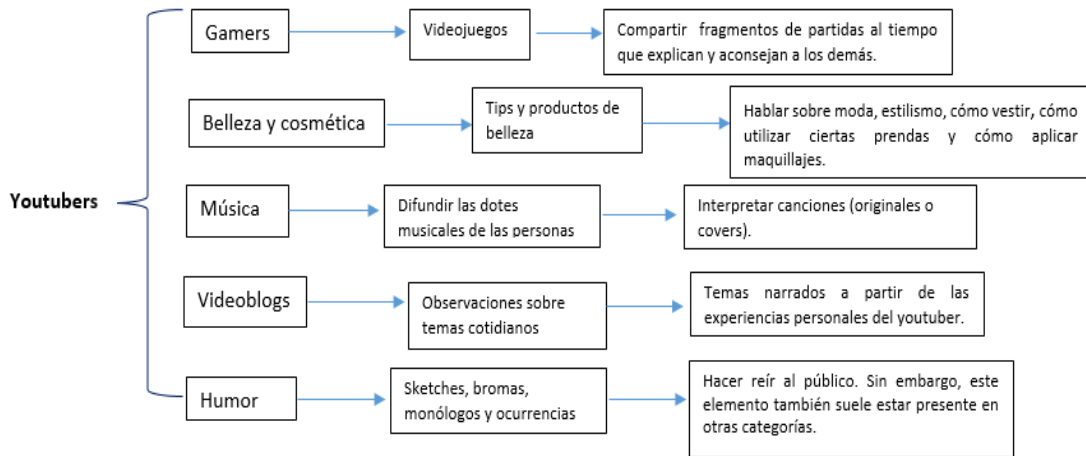 Gamers
Videojuegos
Compartir fragmentos de partidas al tiempo
que explican y aconsejan a los demás.
Belleza y cosmética
Tips y productos de
belleza
Hablar sobre moda, estilismo, cómo vestir, cómo
utilizar ciertas prendas y cómo aplicar
maquillajes.
Youtubers
Música
Difundir las dotes
musicales de las personas
Interpretar canciones (originales o
covers).
Videoblogs
Observaciones sobre
temas cotidianos
Temas narrados a partir de las
experiencias personales del youtuber.
Humor
Sketches, bromas,
monólogos y ocurrencias
Hacer reír al público. Sin embargo, este
elemento también suele estar presente en
otras categorías.